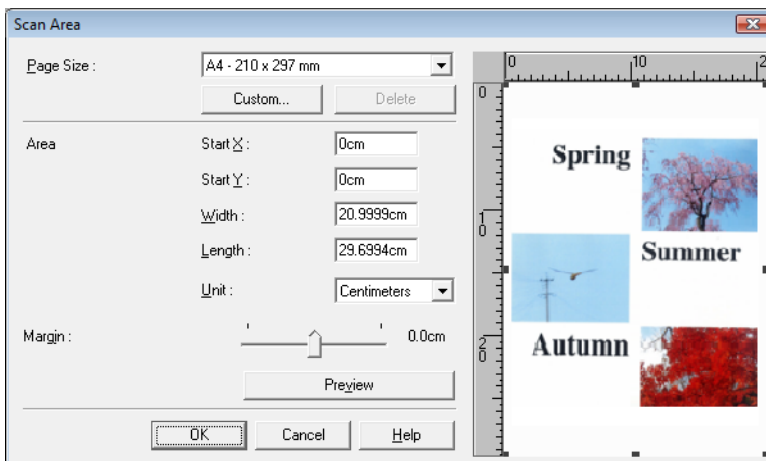 Scan Area
Page Size :
A4 - 210 x 297 mm
Custom...
Delete
Area
Start X :
0cm
Start Y :
0cm
Width :
20.9999cm
Length :
29.6994cm
Unit :
Centimeters
Margin :
0.0cm
Preview
OK
Cancel
Help
0
10
0
10
20
Spring
Summer
Autumn